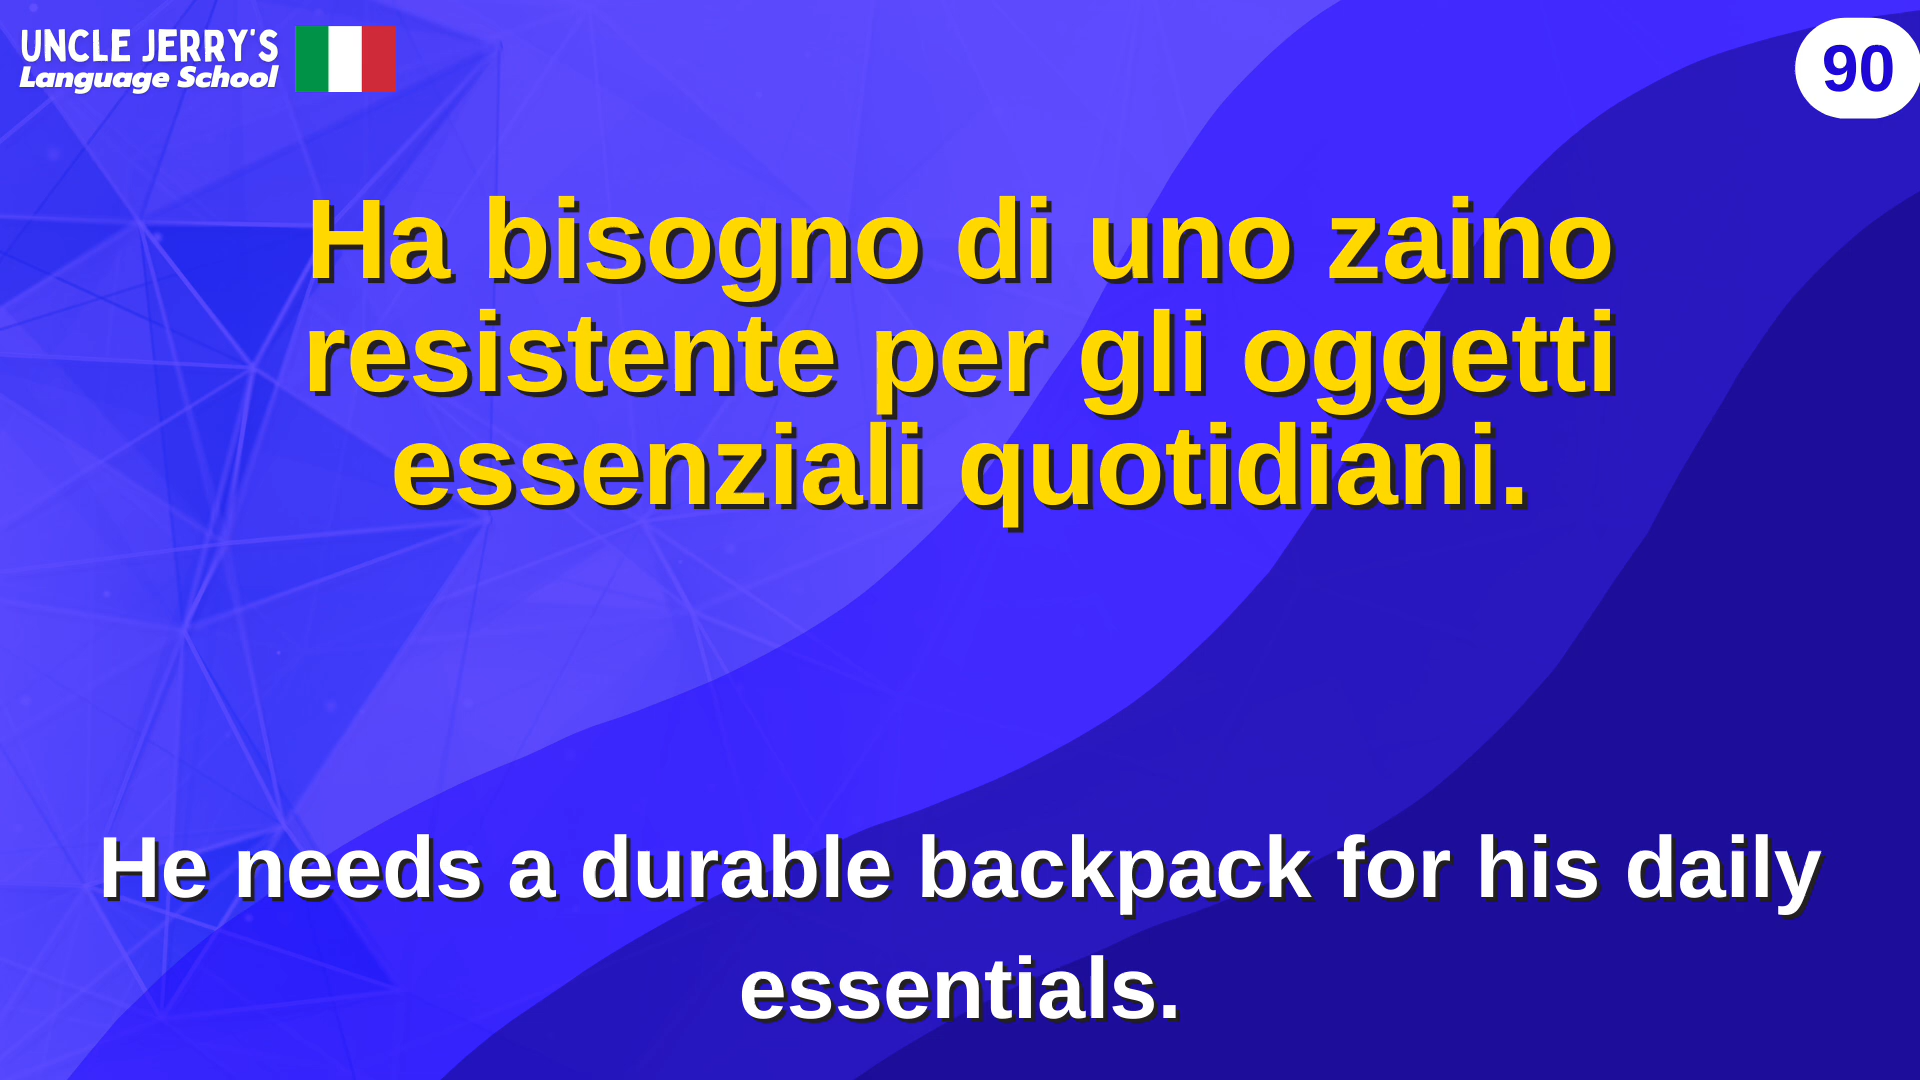 UNCLE JERRY'S
Language School
90
Ha bisogno di uno zaino
resistente per gli oggetti
essenziali quotidiani.
He needs a durable backpack for his daily
essentials.